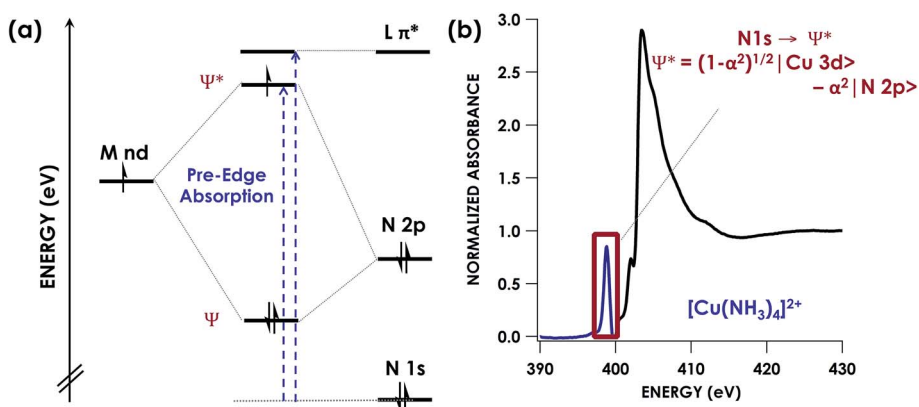 (a)
L π*
Ψ*
M nd
Pre-Edge
Absorption
N 2p
Ψ
N 1s
ENERGY (eV)
(b)
N1s → Ψ*
Ψ* = (1-α²)¹/²|Cu 3d>
– α²|N 2p>
3.0
2.5
2.0
1.5
1.0
0.5
0.0
NORMALIZED ABSORBANCE
[Cu(NH₃)₄]²⁺
390 400 410 420 430
ENERGY (eV)